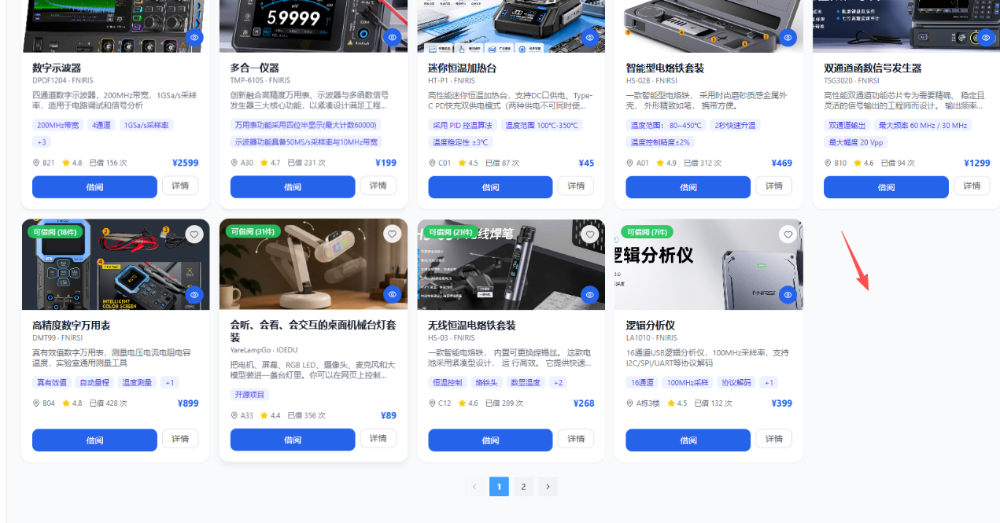 5.9999
数字示波器
DPOF1204 · FNIRIS
四通道数字示波器，200MHz带宽，1GSa/s采样率，适用于电路调试和信号分析
200MHz带宽 4通道 1GSa/s采样率
+3
B21 4.8 已借 156 次 ¥2599
借阅 详情
多合一仪器
TMP-610S · FNIRIS
创新融合高精度万用表、示波器与多函数信号发生器三大核心功能，以紧凑设计满足工程...
万用表功能采用四位半显示(最大计数60000)
示波器功能具备50MS/s采样率与10MHz带宽
A30 4.7 已借 231 次 ¥199
借阅 详情
迷你恒温加热台
HT-P1 · FNIRIS
高性能迷你恒温加热台，支持DC口供电、Type-C PD快充双供电模式（两种供电不可同时使...
采用 PID 控温算法 温度范围 100℃-350℃
温度稳定性 ±3℃
C01 4.5 已借 87 次 ¥45
借阅 详情
智能型电烙铁套装
HS-02B · FNIRSI
一款智能型电烙铁， 采用时尚磨砂质感金属外壳， 外形精致如笔， 携带方便。
温度范围： 80~450℃ 2秒快速升温
温度控制精度±2%
A01 4.9 已借 312 次 ¥469
借阅 详情
双通道函数信号发生器
TSG3020 · FNIRSI
高性能双通道功能芯片专为需要精确、 稳定且灵活的信号输出的工程师而设计。 输出频率...
双通道输出 最大频率 60 MHz / 30 MHz
最大幅度 20 Vpp
B10 4.6 已借 94 次 ¥1299
借阅 详情
可借阅 (18件)
INTELLIGENT
COLOR SCREEN
高精度数字万用表
DMT99 · FNIRSI
真有效值数字万用表，测量电压电流电阻电容温度，实验室通用测量工具
真有效值 自动量程 温度测量 +1
B04 4.8 已借 428 次 ¥899
借阅 详情
可借阅 (31件)
会听、会看、会交互的桌面机械台灯套装
YareLampGo · IOEDU
把电机、屏幕、RGB LED、摄像头、麦克风和大模型装进一盏台灯里。你可以在网页上控制...
开源项目
A33 4.4 已借 356 次 ¥89
借阅 详情
可借阅 (21件)
线焊笔
无线恒温电烙铁套装
HS-03 · FNIRSI
一款智能电烙铁， 内置可更换焊锡丝。 这款电池采用紧凑型设计， 运 行高效。 它提供快速...
恒温控制 烙铁头 数显温度 +2
C12 4.6 已借 289 次 ¥268
借阅 详情
可借阅 (7件)
逻辑分析仪
3.0
FNIRSI
逻辑分析仪
LA1010 · FNIRSI
16通道USB逻辑分析仪，100MHz采样率，支持I2C/SPI/UART等协议解码
16通道 100MHz采样 协议解码 +1
A栋3楼 4.5 已借 132 次 ¥399
借阅 详情
‹ 1 2 ›